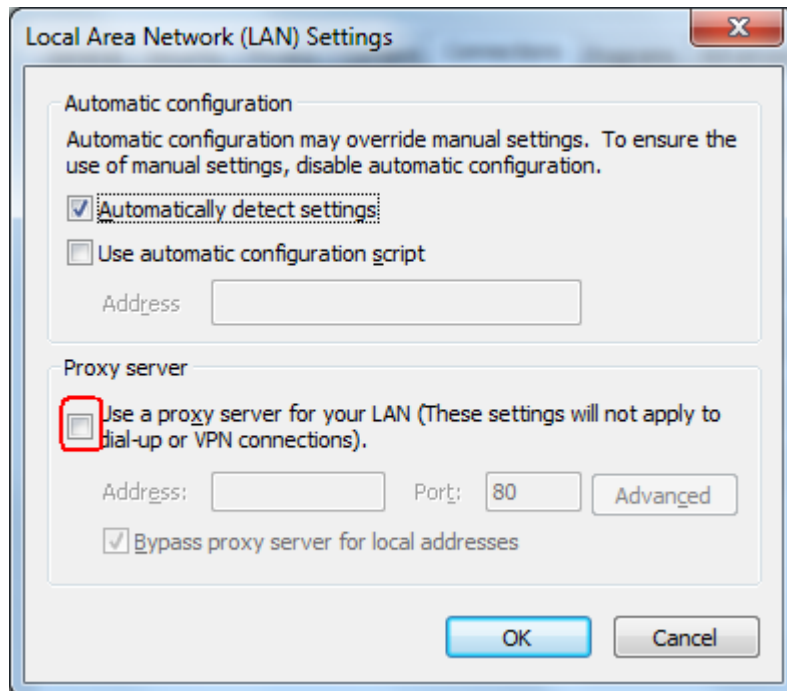 Local Area Network (LAN) Settings
Automatic configuration
Automatic configuration may override manual settings. To ensure the
use of manual settings, disable automatic configuration.
Automatically detect settings
Use automatic configuration script
Address
Proxy server
Use a proxy server for your LAN (These settings will not apply to
dial-up or VPN connections).
Address: Port: 80 Advanced
Bypass proxy server for local addresses
OK Cancel